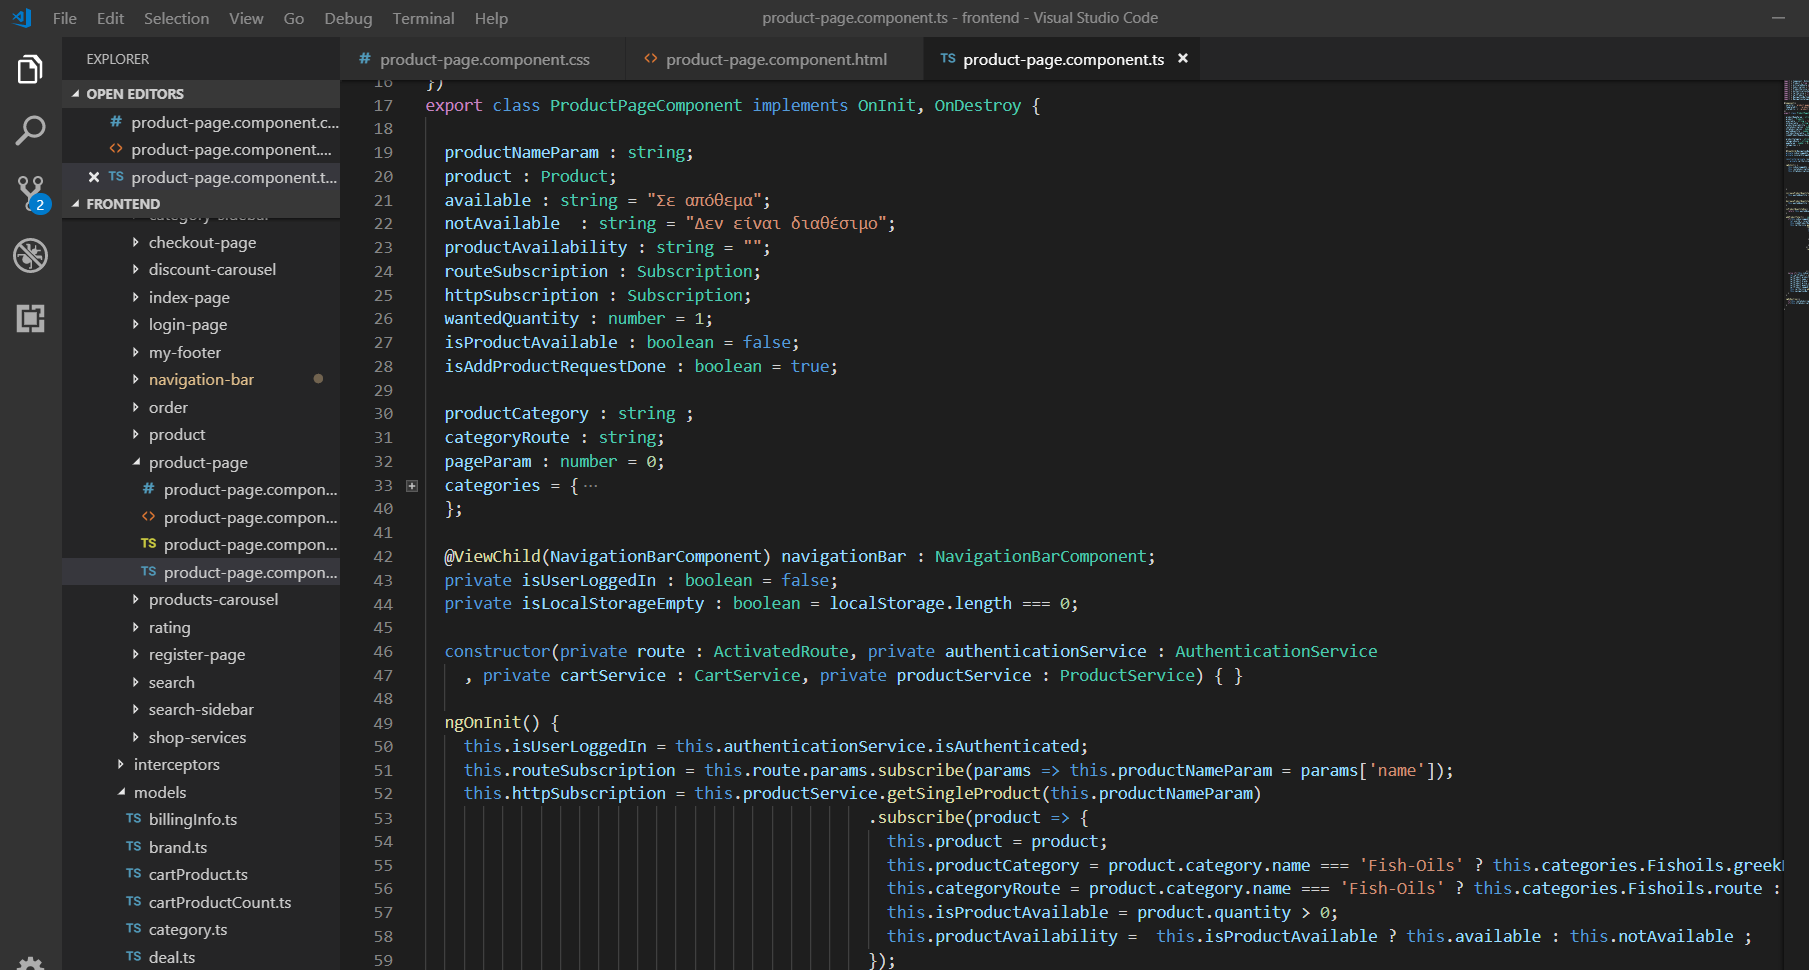 File Edit Selection View Go Debug Terminal Help
product-page.component.ts - frontend - Visual Studio Code
EXPLORER
OPEN EDITORS
# product-page.component.c...
<> product-page.component....
TS product-page.component.t...
2
FRONTEND
category-sidebar
checkout-page
discount-carousel
index-page
login-page
my-footer
navigation-bar
order
product
product-page
# product-page.compon...
<> product-page.compon...
TS product-page.compon...
TS product-page.compon...
products-carousel
rating
register-page
search
search-sidebar
shop-services
interceptors
models
TS billingInfo.ts
TS brand.ts
TS cartProduct.ts
TS cartProductCount.ts
TS category.ts
TS deal.ts
# product-page.component.css
<> product-page.component.html
TS product-page.component.ts
16 })
17 export class ProductPageComponent implements OnInit, OnDestroy {
18
19 productNameParam : string;
20 product : Product;
21 available : string = "Σε απόθεμα";
22 notAvailable  : string = "Δεν είναι διαθέσιμο";
23 productAvailability : string = "";
24 routeSubscription : Subscription;
25 httpSubscription : Subscription;
26 wantedQuantity : number = 1;
27 isProductAvailable : boolean = false;
28 isAddProductRequestDone : boolean = true;
29
30 productCategory : string ;
31 categoryRoute : string;
32 pageParam : number = 0;
33 categories = { ...
40 };
41
42 @ViewChild(NavigationBarComponent) navigationBar : NavigationBarComponent;
43 private isUserLoggedIn : boolean = false;
44 private isLocalStorageEmpty : boolean = localStorage.length === 0;
45
46 constructor(private route : ActivatedRoute, private authenticationService : AuthenticationService
47 , private cartService : CartService, private productService : ProductService) { }
48
49 ngOnInit() {
50 this.isUserLoggedIn = this.authenticationService.isAuthenticated;
51 this.routeSubscription = this.route.params.subscribe(params => this.productNameParam = params['name']);
52 this.httpSubscription = this.productService.getSingleProduct(this.productNameParam)
53 .subscribe(product => {
54 this.product = product;
55 this.productCategory = product.category.name === 'Fish-Oils' ? this.categories.Fishoils.greek
56 this.categoryRoute = product.category.name === 'Fish-Oils' ? this.categories.Fishoils.route :
57 this.isProductAvailable = product.quantity > 0;
58 this.productAvailability =  this.isProductAvailable ? this.available : this.notAvailable ;
59 });